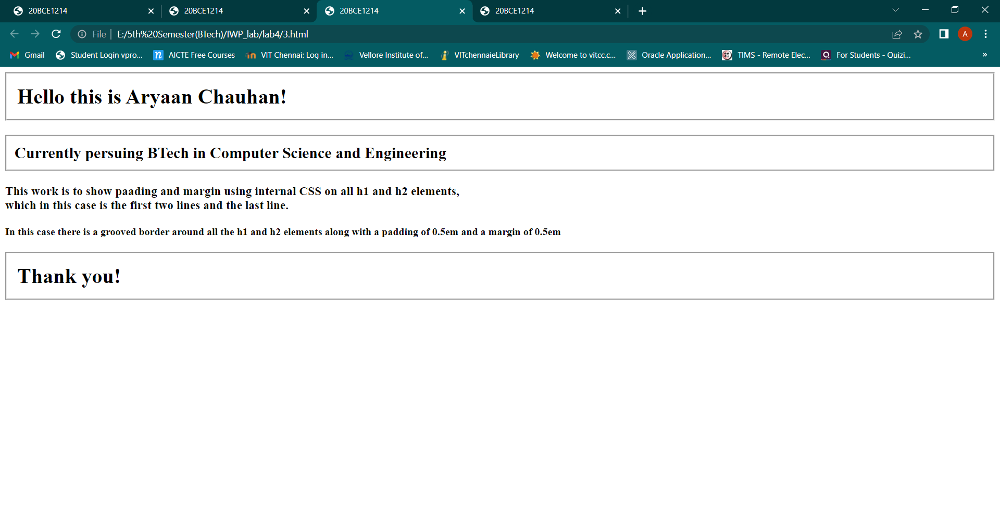 20BCE1214
20BCE1214
20BCE1214
20BCE1214
File | E:/5th%20Semester(BTech)/IWP_lab/lab4/3.html
A
Gmail
Student Login vpro...
AICTE Free Courses
VIT Chennai: Log in...
Vellore Institute of...
VITchennaieLibrary
Welcome to vitcc.c...
Oracle Application...
TIMS - Remote Elec...
For Students - Quizi...
»
Hello this is Aryaan Chauhan!
Currently persuing BTech in Computer Science and Engineering
This work is to show paading and margin using internal CSS on all h1 and h2 elements,
which in this case is the first two lines and the last line.
In this case there is a grooved border around all the h1 and h2 elements along with a padding of 0.5em and a margin of 0.5em
Thank you!